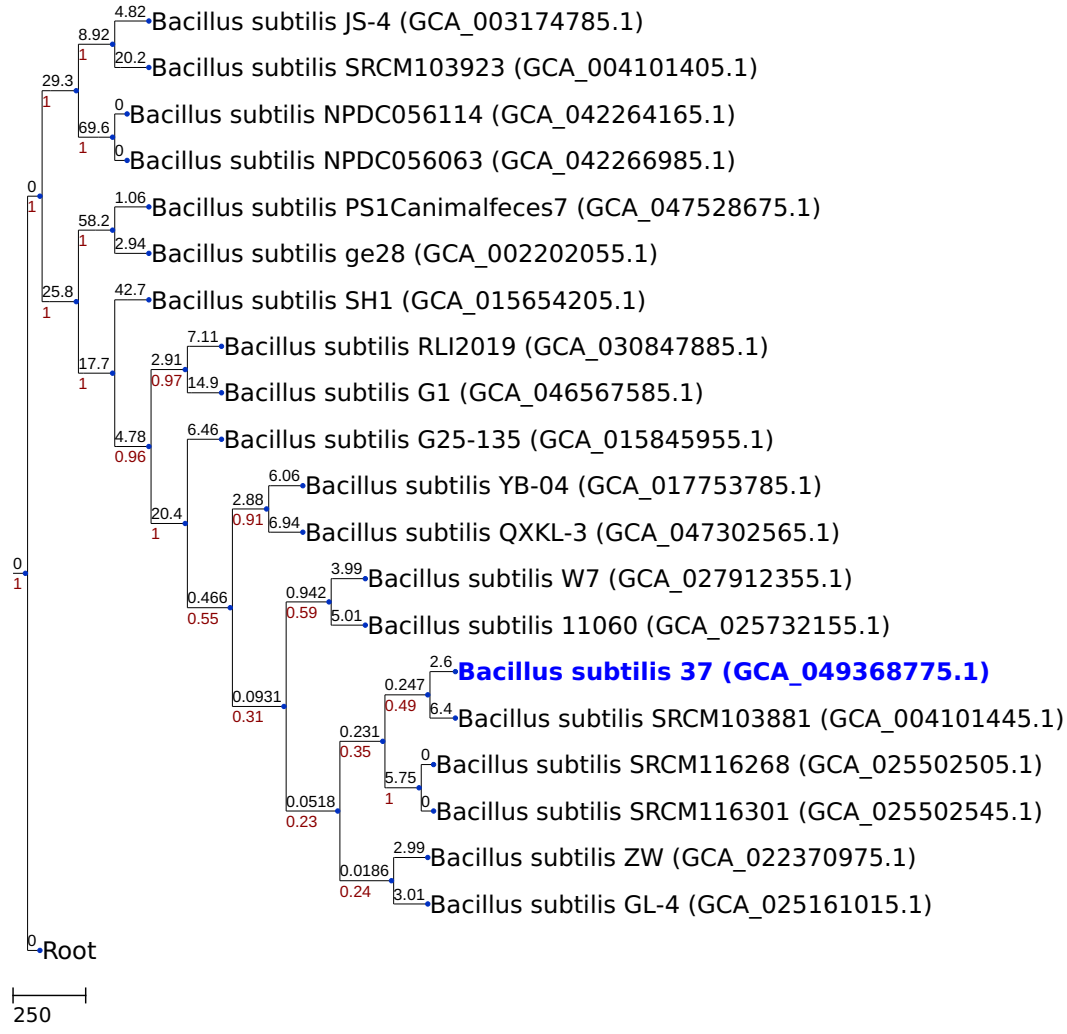 4.82
Bacillus subtilis JS-4 (GCA_003174785.1)
8.92
1
20.2
Bacillus subtilis SRCM103923 (GCA_004101405.1)
29.3
1
0
Bacillus subtilis NPDC056114 (GCA_042264165.1)
69.6
1
0
Bacillus subtilis NPDC056063 (GCA_042266985.1)
0
1
1.06
Bacillus subtilis PS1Canimalfeces7 (GCA_047528675.1)
58.2
1
2.94
Bacillus subtilis ge28 (GCA_002202055.1)
25.8
1
42.7
Bacillus subtilis SH1 (GCA_015654205.1)
7.11
Bacillus subtilis RLI2019 (GCA_030847885.1)
17.7
1
2.91
0.97
14.9
Bacillus subtilis G1 (GCA_046567585.1)
4.78
0.96
6.46
Bacillus subtilis G25-135 (GCA_015845955.1)
6.06
Bacillus subtilis YB-04 (GCA_017753785.1)
20.4
1
2.88
0.91
6.94
Bacillus subtilis QXKL-3 (GCA_047302565.1)
0
1
3.99
Bacillus subtilis W7 (GCA_027912355.1)
0.466
0.55
0.942
0.59
5.01
Bacillus subtilis 11060 (GCA_025732155.1)
2.6
Bacillus subtilis 37 (GCA_049368775.1)
0.0931
0.31
0.247
0.49
6.4
Bacillus subtilis SRCM103881 (GCA_004101445.1)
0.231
0.35
0
Bacillus subtilis SRCM116268 (GCA_025502505.1)
5.75
1
0
Bacillus subtilis SRCM116301 (GCA_025502545.1)
0.0518
0.23
2.99
Bacillus subtilis ZW (GCA_022370975.1)
0.0186
0.24
3.01
Bacillus subtilis GL-4 (GCA_025161015.1)
0
Root
250